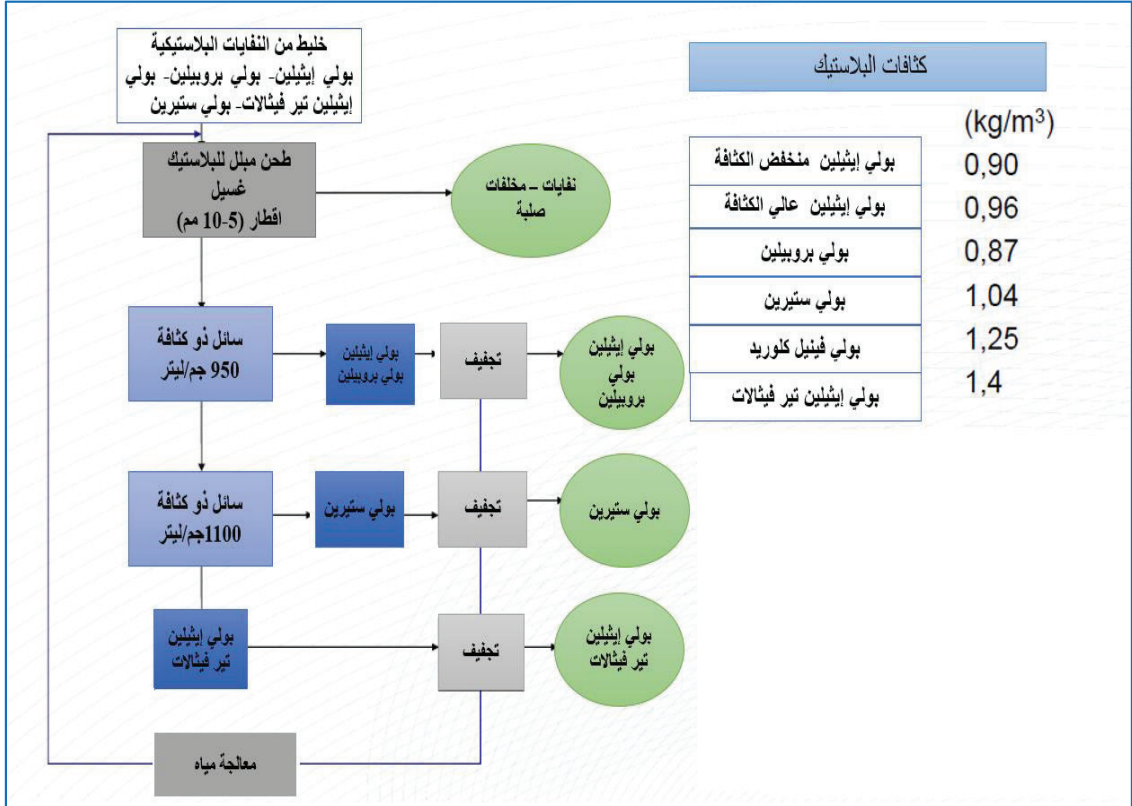 خليط من النفايات البلاستيكية
بولي إيثيلين- بولي بروبيلين- بولي
إيثيلين تير فيثالات- بولي ستيرين
طحن مبلل للبلاستيك
غسيل
اقطار (5-10 مم)
نفايات – مخلفات
صلبة
سائل ذو كثافة
950 جم/ليتر
بولي إيثيلين
بولي بروبيلين
تجفيف
بولي إيثيلين
بولي
بروبيلين
سائل ذو كثافة
1100جم/ليتر
بولي ستيرين
تجفيف
بولي ستيرين
بولي إيثيلين
تير فيثالات
تجفيف
بولي إيثيلين
تير فيثالات
معالجة مياه
كثافات البلاستيك
(kg/m³)
بولي إيثيلين منخفض الكثافة 0,90
بولي إيثيلين عالي الكثافة 0,96
بولي بروبيلين 0,87
بولي ستيرين 1,04
بولي فينيل كلوريد 1,25
بولي إيثيلين تير فيثالات 1,4